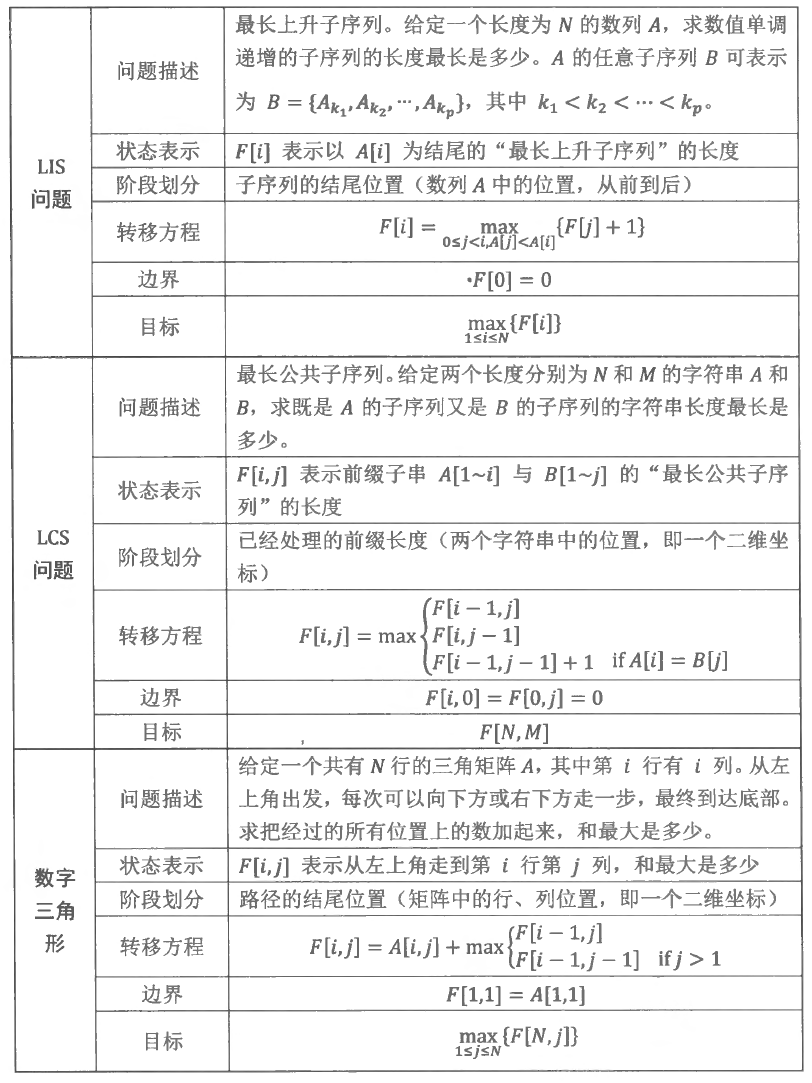 LIS
问题
问题描述
最长上升子序列。给定一个长度为 N 的数列 A，求数值单调
递增的子序列的长度最长是多少。A 的任意子序列 B 可表示
为 B = {A_{k_1}, A_{k_2}, ⋯, A_{k_p}}，其中 k_1 < k_2 < ⋯ < k_p。
状态表示
F[i] 表示以 A[i] 为结尾的“最长上升子序列”的长度
阶段划分
子序列的结尾位置（数列 A 中的位置，从前到后）
转移方程
F[i] = max_{0≤j<i,A[j]<A[i]}{F[j] + 1}
边界
F[0] = 0
目标
max_{1≤i≤N}{F[i]}
LCS
问题
问题描述
最长公共子序列。给定两个长度分别为 N 和 M 的字符串 A 和
B，求既是 A 的子序列又是 B 的子序列的字符串长度最长是
多少。
状态表示
F[i,j] 表示前缀子串 A[1~i] 与 B[1~j] 的“最长公共子序
列”的长度
阶段划分
已经处理的前缀长度（两个字符串中的位置，即一个二维坐
标）
转移方程
F[i − 1,j]
F[i,j] = max{F[i,j − 1]
F[i − 1,j − 1] + 1 if A[i] = B[j]
边界
F[i,0] = F[0,j] = 0
目标
F[N,M]
数字
三角
形
问题描述
给定一个共有 N 行的三角矩阵 A，其中第 i 行有 i 列。从左
上角出发，每次可以向下方或右下方走一步，最终到达底部。
求把经过的所有位置上的数加起来，和最大是多少。
状态表示
F[i,j] 表示从左上角走到第 i 行第 j 列，和最大是多少
阶段划分
路径的结尾位置（矩阵中的行、列位置，即一个二维坐标）
转移方程
F[i,j] = A[i,j] + max{F[i − 1,j]
F[i − 1,j − 1] if j > 1
边界
F[1,1] = A[1,1]
目标
max_{1≤j≤N}{F[N,j]}